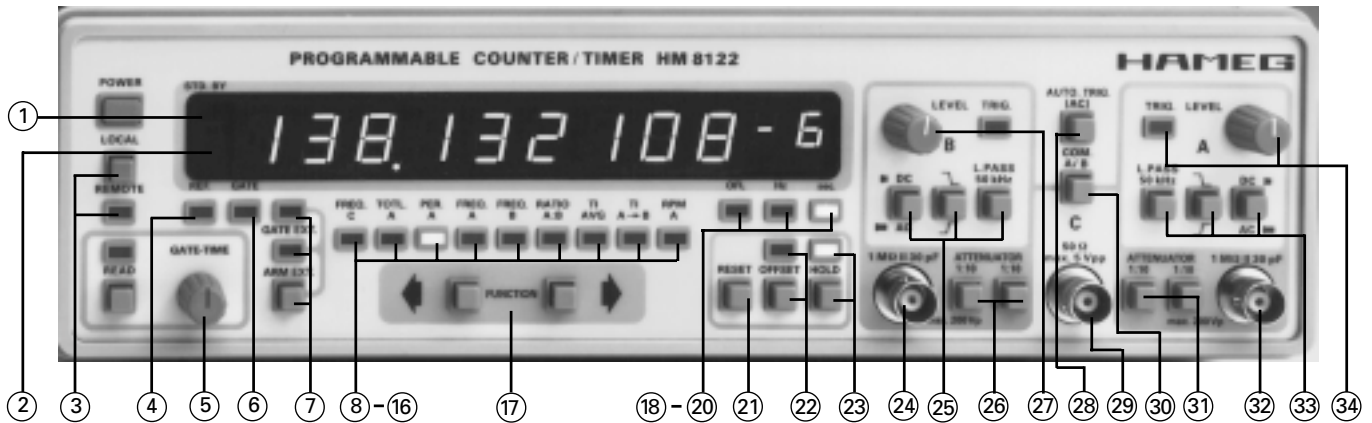 PROGRAMMABLE COUNTER/TIMER HM 8122
HAMEG
POWER
STD. BY
138.132 108 - 6
LOCAL
REMOTE
REF. GATE
GATE EXT.
ARM EXT.
READ
GATE-TIME
FREQ. C
TOTL. A
PER. A
FREQ. A
FREQ. B
RATIO A:B
TI AVG
TI A→B
RPM A
OFL Hz sec
FUNCTION
RESET OFFSET HOLD
LEVEL B
TRIG.
DC
AC
L.PASS
50 kHz
1 MΩ II 30 pF
ATTENUATOR
1:10 1:10
AUTO. TRIG.
(AC)
COM.
A/B
C
50 Ω
max. 5 Vpp
TRIG. LEVEL
A
L.PASS
50 kHz
DC
AC
ATTENUATOR
1:10 1:10
1 MΩ II 30 pF
1
2 3 4 5 6 7 8 - 16 17 18 - 20 21 22 23 24 25 26 27 28 29 30 31 32 33 34